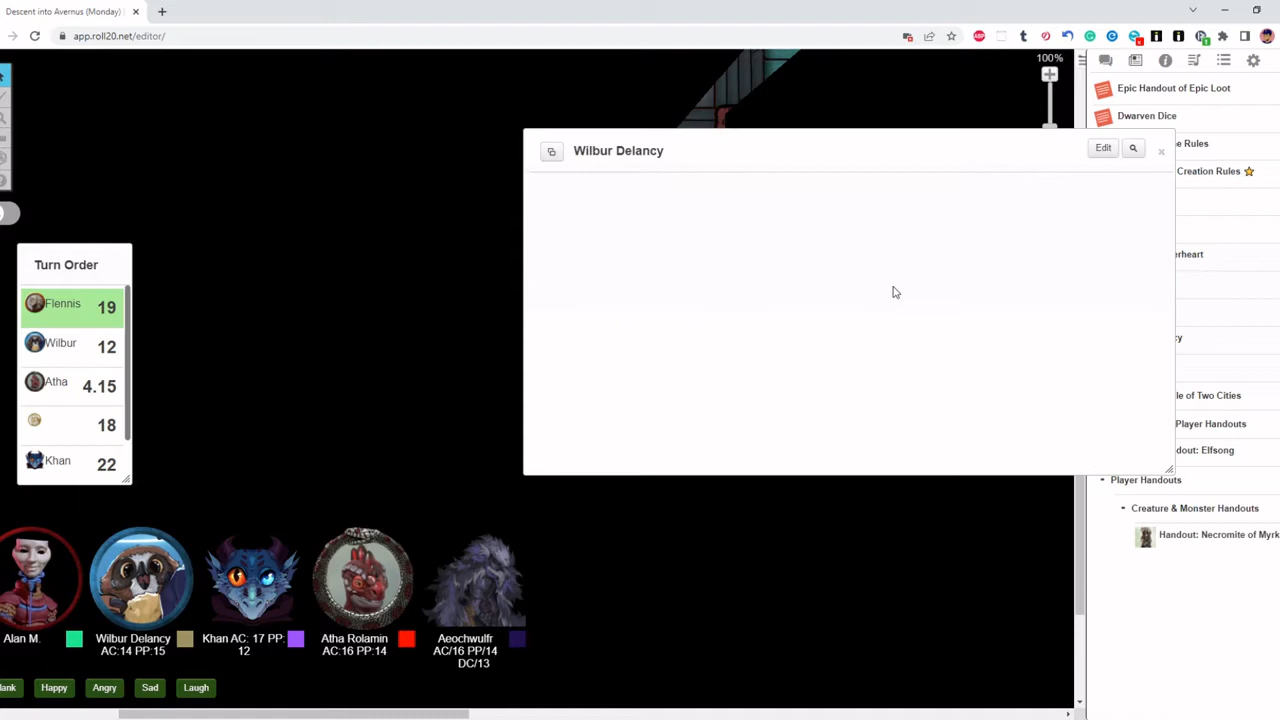 Descent into Avernus (Monday)
app.roll20.net/editor/
100%
Epic Handout of Epic Loot
Dwarven Dice
Wilbur Delancy
Edit
e Rules
Creation Rules
erheart
cy
le of Two Cities
Player Handouts
Handout: Elfsong
Player Handouts
Creature & Monster Handouts
Handout: Necromite of Myrk
Turn Order
Flennis 19
Wilbur 12
Atha 4.15
18
Khan 22
Alan M.
Wilbur Delancy
AC:14 PP:15
Khan AC: 17 PP:
12
Atha Rolamin
AC:16 PP:14
Aeochwulfr
AC/16 PP/14
DC/13
lank
Happy
Angry
Sad
Laugh